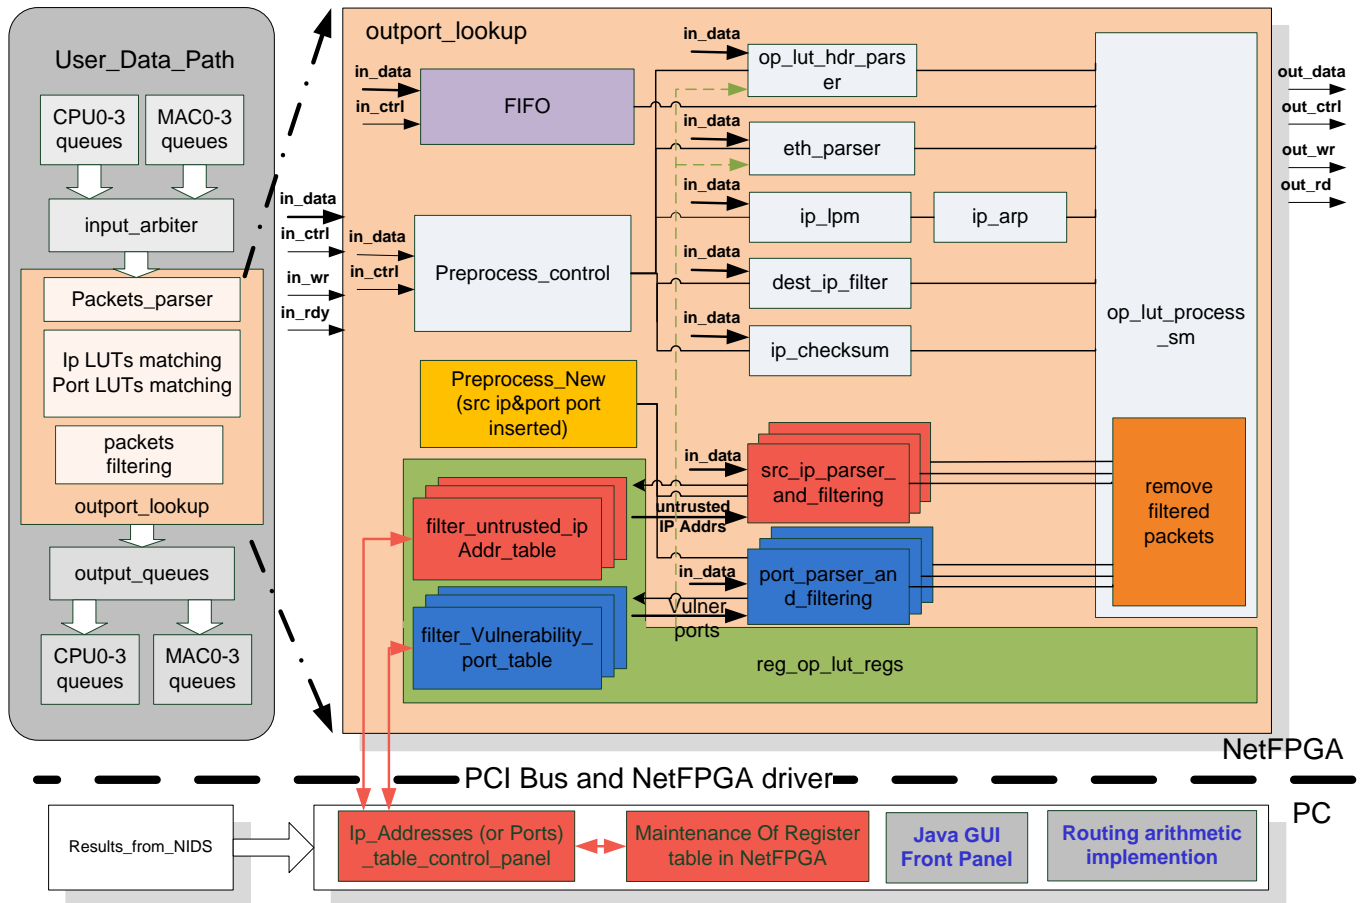 User_Data_Path
CPU0-3
queues
MAC0-3
queues
input_arbiter
Packets_parser
Ip LUTs matching
Port LUTs matching
packets
filtering
outport_lookup
output_queues
CPU0-3
queues
MAC0-3
queues
in_data
in_ctrl
in_wr
in_rdy
outport_lookup
in_data
in_ctrl
FIFO
in_data
in_ctrl
Preprocess_control
Preprocess_New
(src ip&port port
inserted)
in_data
op_lut_hdr_pars
er
in_data
eth_parser
in_data
ip_lpm
ip_arp
in_data
dest_ip_filter
in_data
ip_checksum
in_data
src_ip_parser_
and_filtering
untrusted
IP Addrs
in_data
port_parser_an
d_filtering
Vulner
ports
filter_untrusted_ip
Addr_table
filter_Vulnerability_
port_table
reg_op_lut_regs
op_lut_process
_sm
remove
filtered
packets
out_data
out_ctrl
out_wr
out_rd
NetFPGA
PCI Bus and NetFPGA driver
PC
Results_from_NIDS
Ip_Addresses (or Ports)
_table_control_panel
Maintenance Of Register
table in NetFPGA
Java GUI
Front Panel
Routing arithmetic
implemention